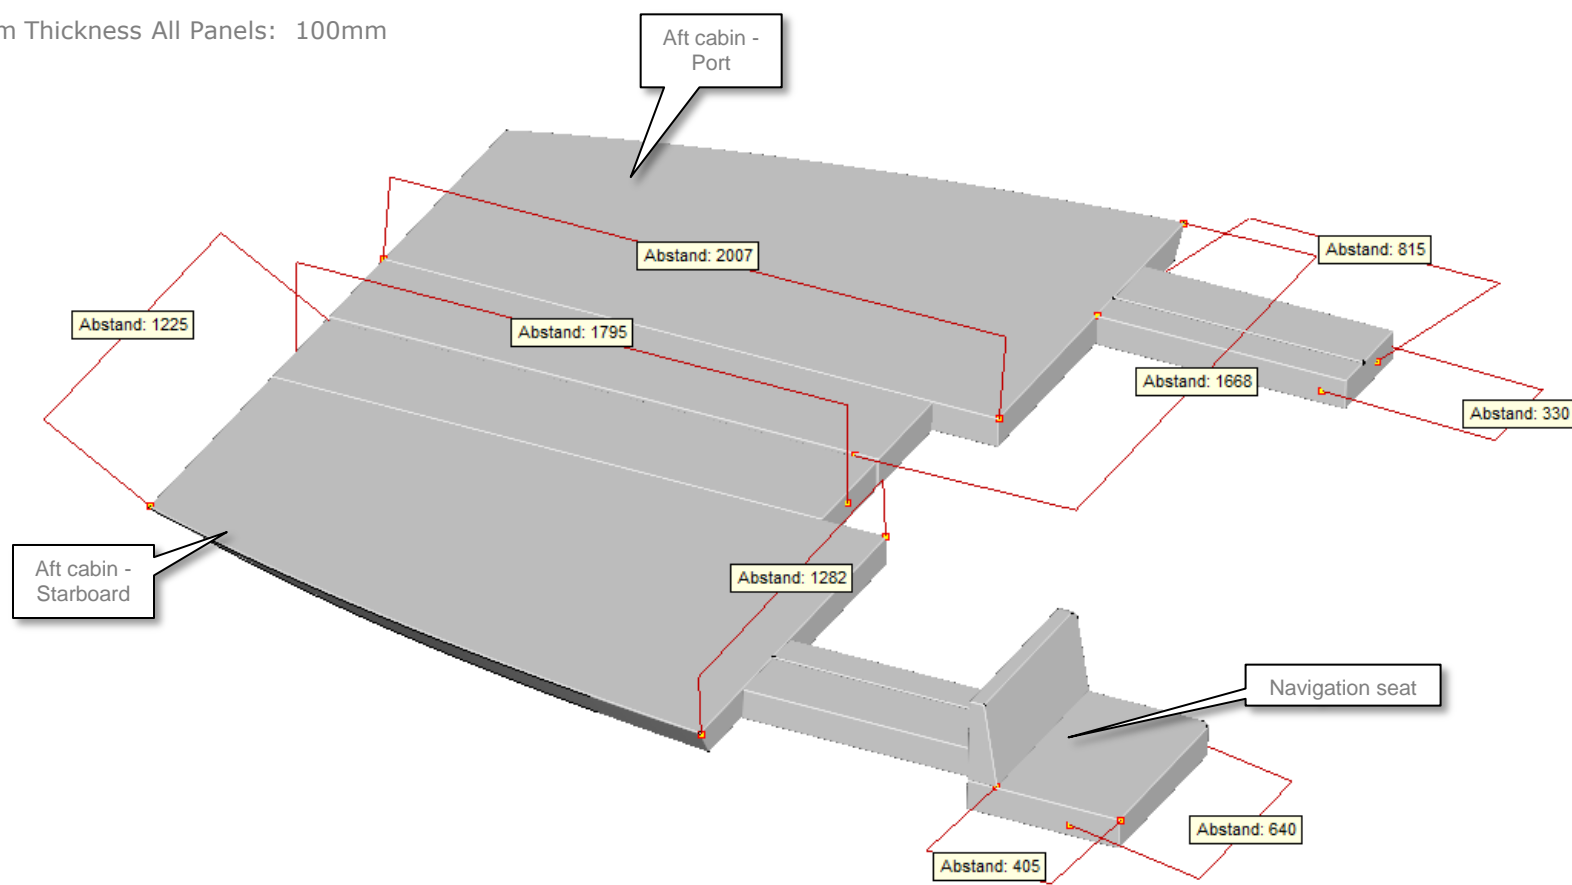 Thickness All Panels: 100mm
Aft cabin -
Port
Abstand: 2007
Abstand: 815
Abstand: 1225
Abstand: 1795
Abstand: 1668
Abstand: 330
Aft cabin -
Starboard
Abstand: 1282
Navigation seat
Abstand: 640
Abstand: 405